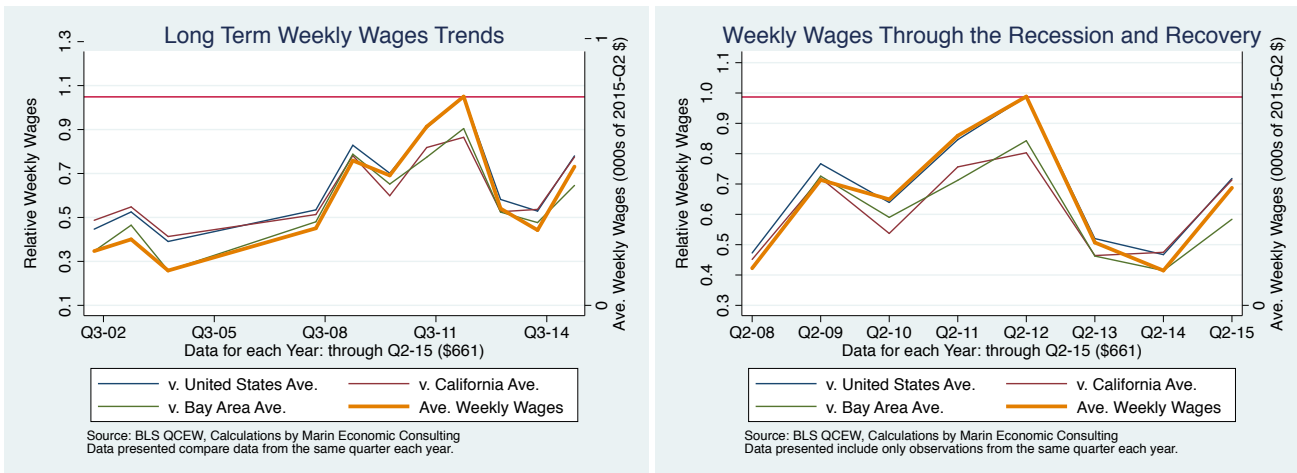 Long Term Weekly Wages Trends
Relative Weekly Wages
1.3
1.1
0.9
0.7
0.5
0.3
0.1
1
0
Ave. Weekly Wages (000s of 2015-Q2 $)
Q3-02 Q3-05 Q3-08 Q3-11 Q3-14
Data for each Year: through Q2-15 ($661)
v. United States Ave. v. California Ave.
v. Bay Area Ave. Ave. Weekly Wages
Source: BLS QCEW, Calculations by Marin Economic Consulting
Data presented compare data from the same quarter each year.
Weekly Wages Through the Recession and Recovery
Relative Weekly Wages
1.1
1.0
0.8
0.7
0.6
0.5
0.4
0.3
1
0
Ave. Weekly Wages (000s of 2015-Q2 $)
Q2-08 Q2-09 Q2-10 Q2-11 Q2-12 Q2-13 Q2-14 Q2-15
Data for each Year: through Q2-15 ($661)
v. United States Ave. v. California Ave.
v. Bay Area Ave. Ave. Weekly Wages
Source: BLS QCEW, Calculations by Marin Economic Consulting
Data presented include only observations from the same quarter each year.